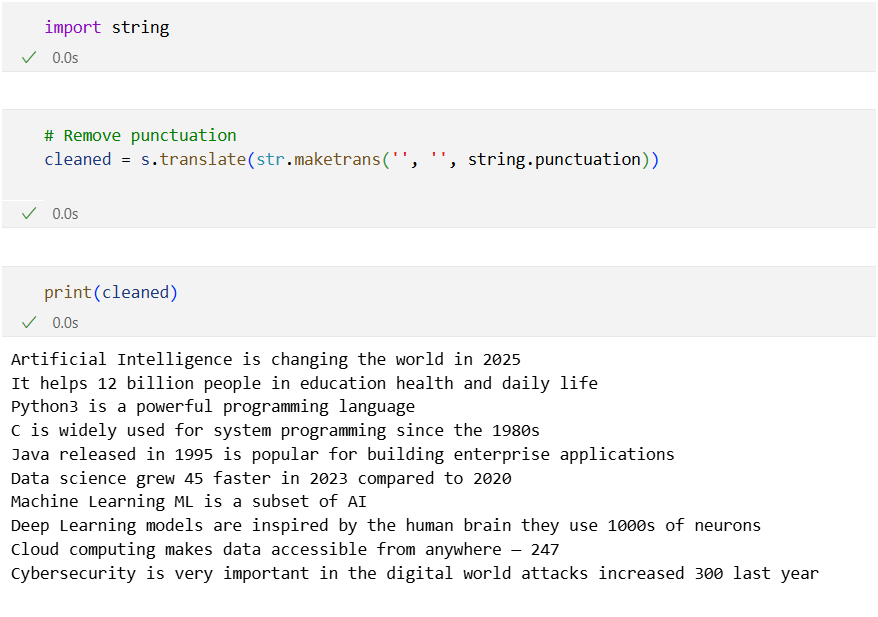 import string
✓ 0.0s
# Remove punctuation
cleaned = s.translate(str.maketrans('', '', string.punctuation))
✓ 0.0s
print(cleaned)
✓ 0.0s
Artificial Intelligence is changing the world in 2025
It helps 12 billion people in education health and daily life
Python3 is a powerful programming language
C is widely used for system programming since the 1980s
Java released in 1995 is popular for building enterprise applications
Data science grew 45 faster in 2023 compared to 2020
Machine Learning ML is a subset of AI
Deep Learning models are inspired by the human brain they use 1000s of neurons
Cloud computing makes data accessible from anywhere — 247
Cybersecurity is very important in the digital world attacks increased 300 last year